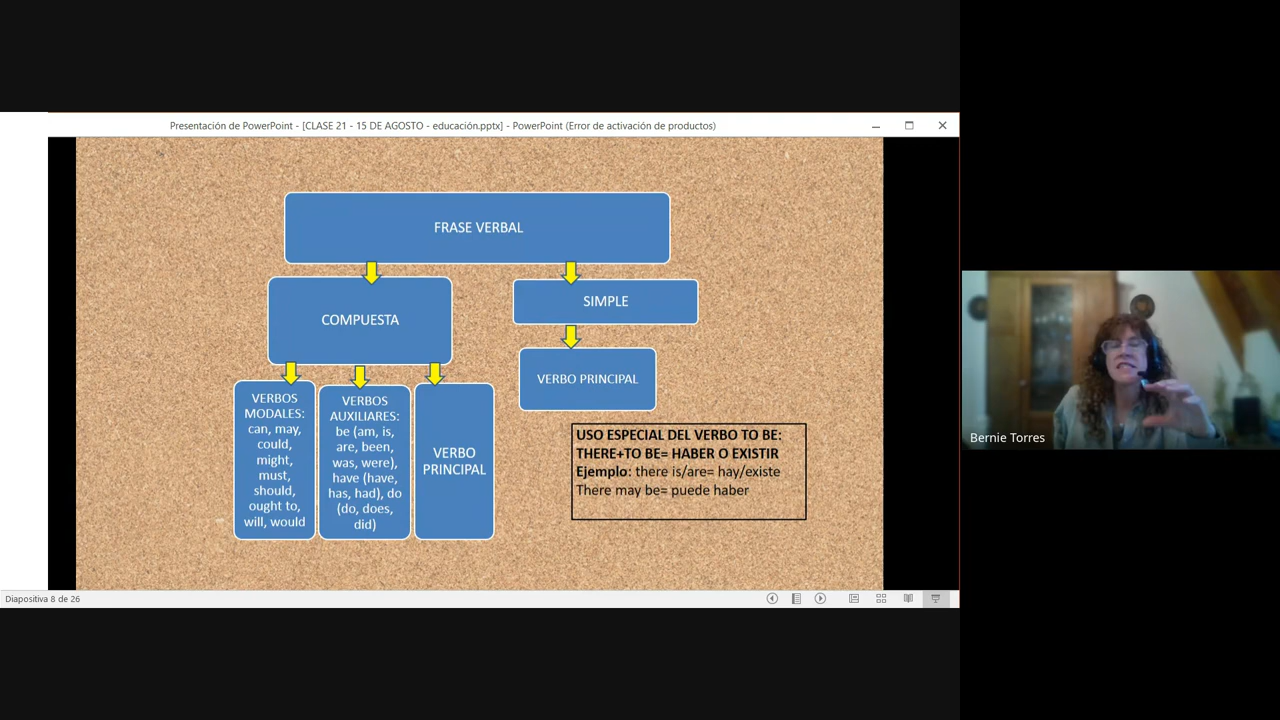 Presentación de PowerPoint - [CLASE 21 - 15 DE AGOSTO - educación.pptx] - PowerPoint (Error de activación de productos)
FRASE VERBAL
COMPUESTA
SIMPLE
VERBO PRINCIPAL
VERBOS
MODALES:
can, may,
could,
might,
must,
should,
ought to,
will, would
VERBOS
AUXILIARES:
be (am, is,
are, been,
was, were),
have (have,
has, had), do
(do, does,
did)
VERBO
PRINCIPAL
USO ESPECIAL DEL VERBO TO BE:
THERE+TO BE= HABER O EXISTIR
Ejemplo: there is/are= hay/existe
There may be= puede haber
Bernie Torres
Diapositiva 8 de 26